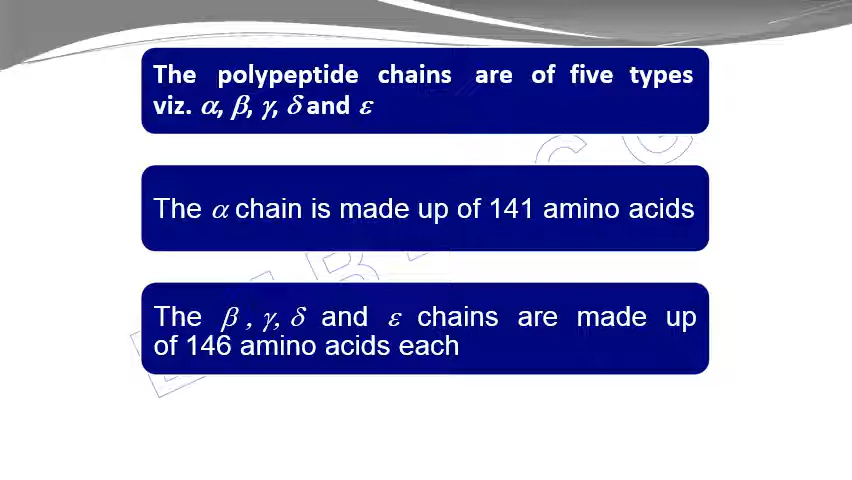 The polypeptide chains are of five types
viz. α, β, γ, δ and ε
The α chain is made up of 141 amino acids
The β , γ, δ and ε chains are made up
of 146 amino acids each